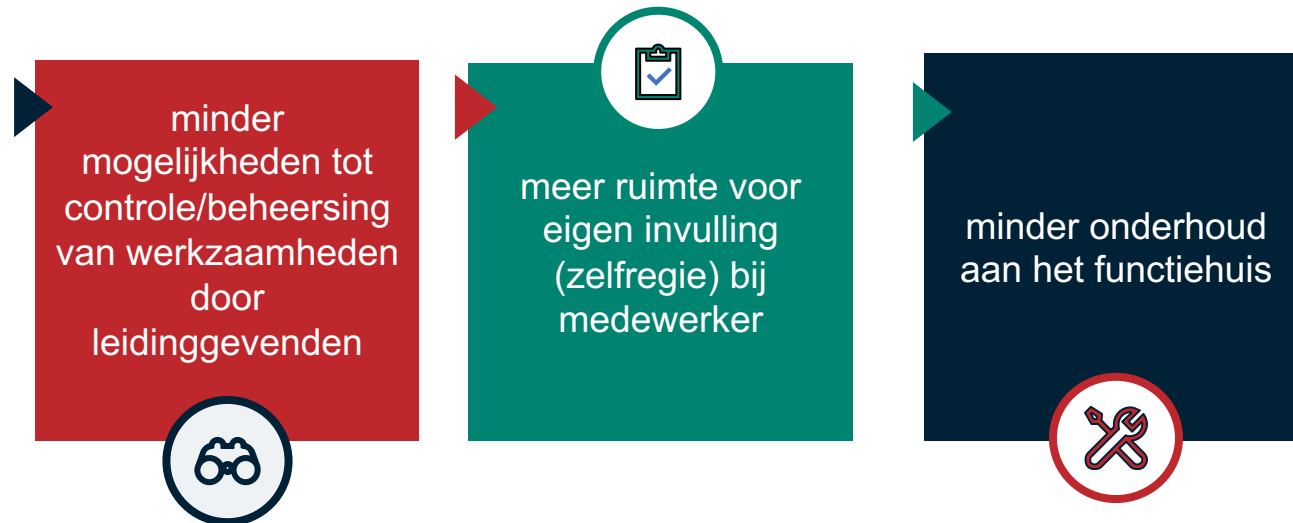 minder
mogelijkheden tot
controle/beheersing
van werkzaamheden
door
leidinggevenden
meer ruimte voor
eigen invulling
(zelfregie) bij
medewerker
minder onderhoud
aan het functiehuis